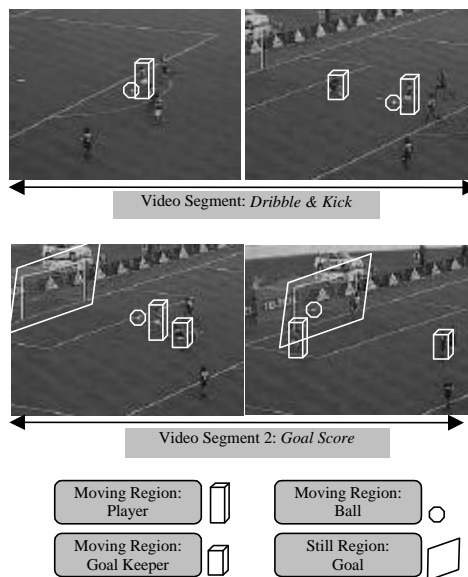 Video Segment: Dribble & Kick
Video Segment 2: Goal Score
Moving Region:
Player
Moving Region:
Ball
Moving Region:
Goal Keeper
Still Region:
Goal